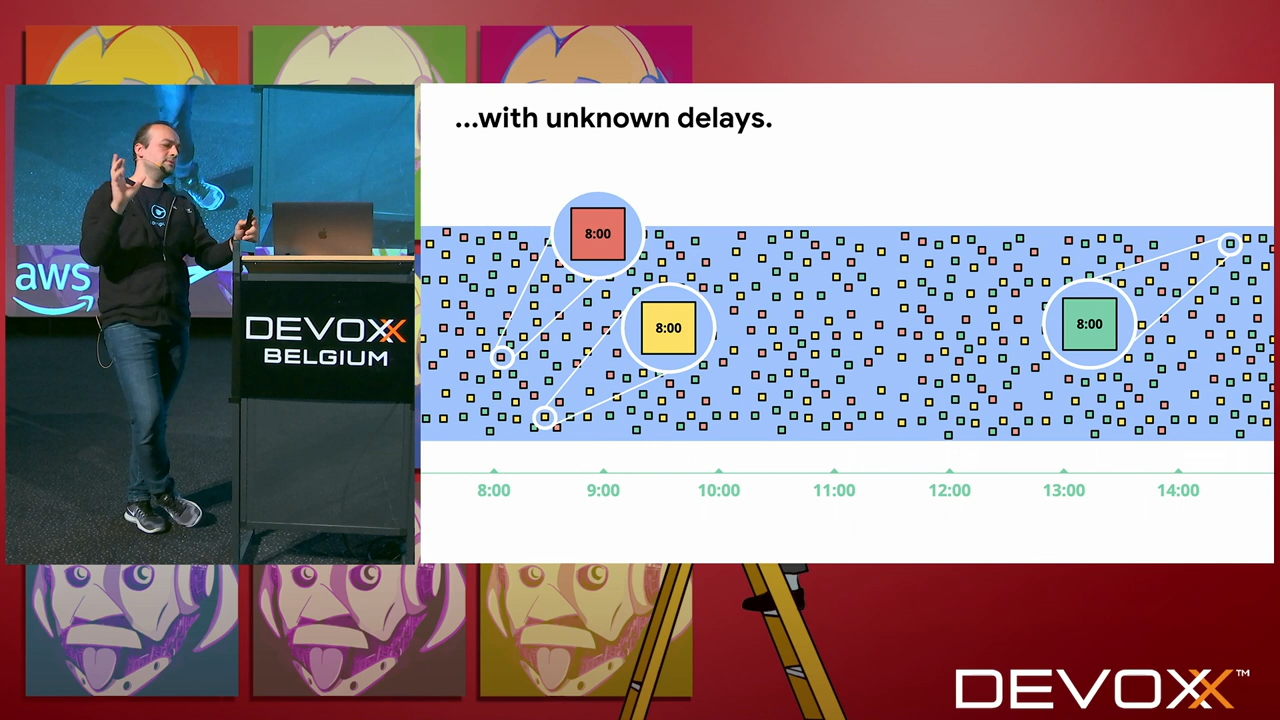 ...with unknown delays.
8:00
8:00
8:00
8:00
9:00
10:00
11:00
12:00
13:00
14:00
aws
DEVOXX
BELGIUM
DEVOXX™